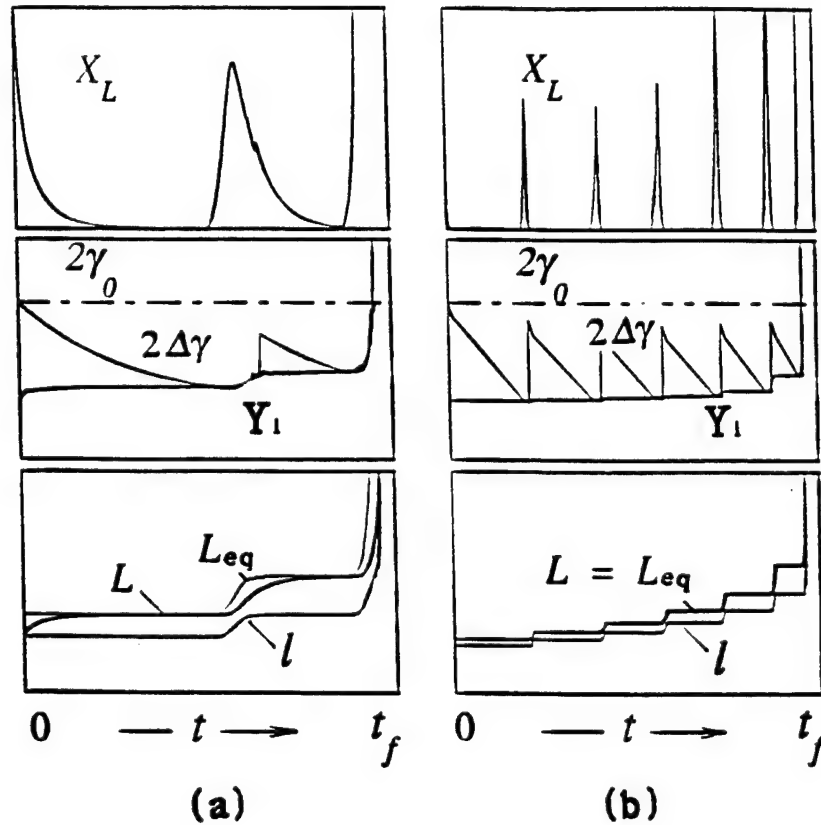 X_L
X_L
2γ_0
2Δγ
Y_1
2γ_0
2Δγ
Y_1
L
L_eq
l
L = L_eq
l
0 — t → t_f
0 — t → t_f
(a)
(b)